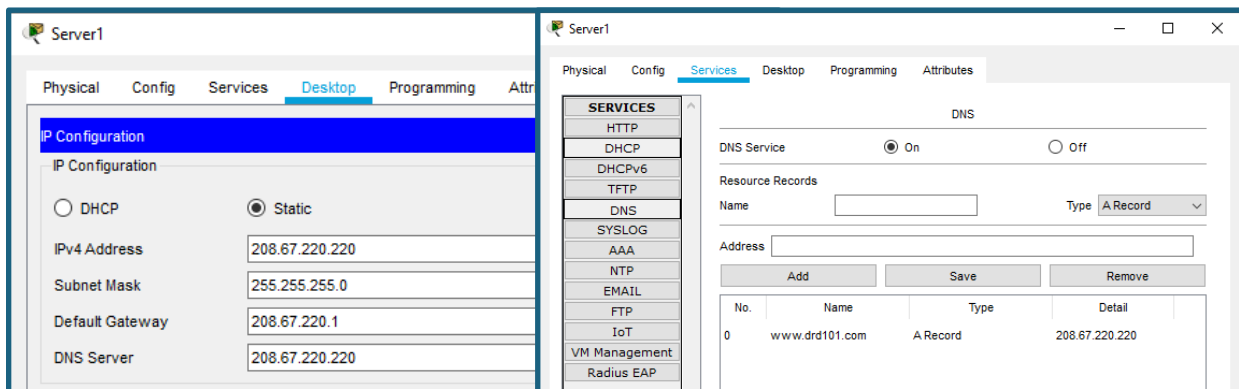 Server1
Physical Config Services Desktop Programming Attri
IP Configuration
IP Configuration
DHCP Static
IPv4 Address 208.67.220.220
Subnet Mask 255.255.255.0
Default Gateway 208.67.220.1
DNS Server 208.67.220.220
Server1
Physical Config Services Desktop Programming Attributes
SERVICES
HTTP
DHCP
DHCPv6
TFTP
DNS
SYSLOG
AAA
NTP
EMAIL
FTP
IoT
VM Management
Radius EAP
DNS
DNS Service On Off
Resource Records
Name Type A Record
Address
Add Save Remove
No. Name Type Detail
0 www.drd101.com A Record 208.67.220.220